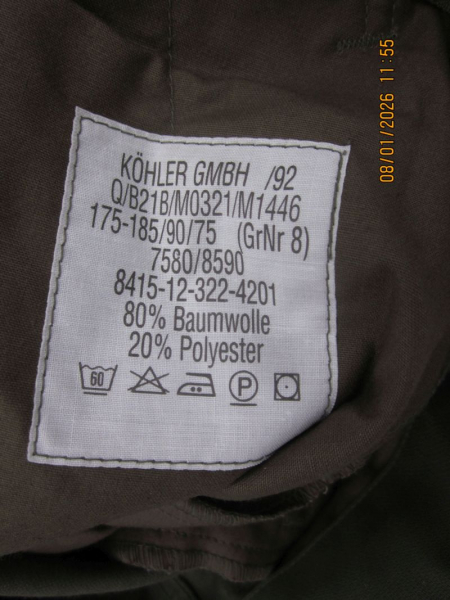 KÖHLER GMBH /92
Q/B21B/M0321/M1446
175-185/90/75 (GrNr 8)
7580/8590
8415-12-322-4201
80% Baumwolle
20% Polyester
60 P
08/01/2026 11:55